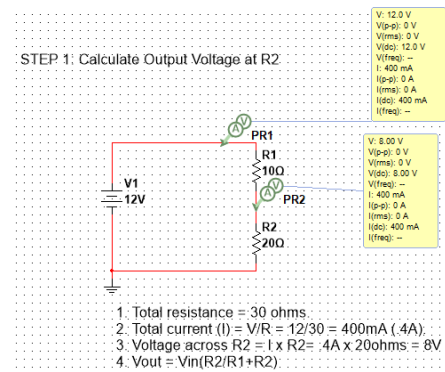 V: 12.0 V
V(p-p): 0 V
V(rms): 0 V
V(dc): 12.0 V
V(freq): --
I: 400 mA
I(p-p): 0 A
I(rms): 0 A
I(dc): 400 mA
I(freq): --
STEP 1: Calculate Output Voltage at R2
A V
PR1
V: 8.00 V
V(p-p): 0 V
V(rms): 0 V
V(dc): 8.00 V
V(freq): --
I: 400 mA
I(p-p): 0 A
I(rms): 0 A
I(dc): 400 mA
I(freq): --
R1
10Ω
A V
PR2
V1
12V
R2
20Ω
1. Total resistance = 30 ohms.
2. Total current (I) = V/R = 12/30 = 400mA (.4A).
3. Voltage across R2 = I x R2= .4A x 20ohms = 8V
4. Vout = Vin(R2/R1+R2)